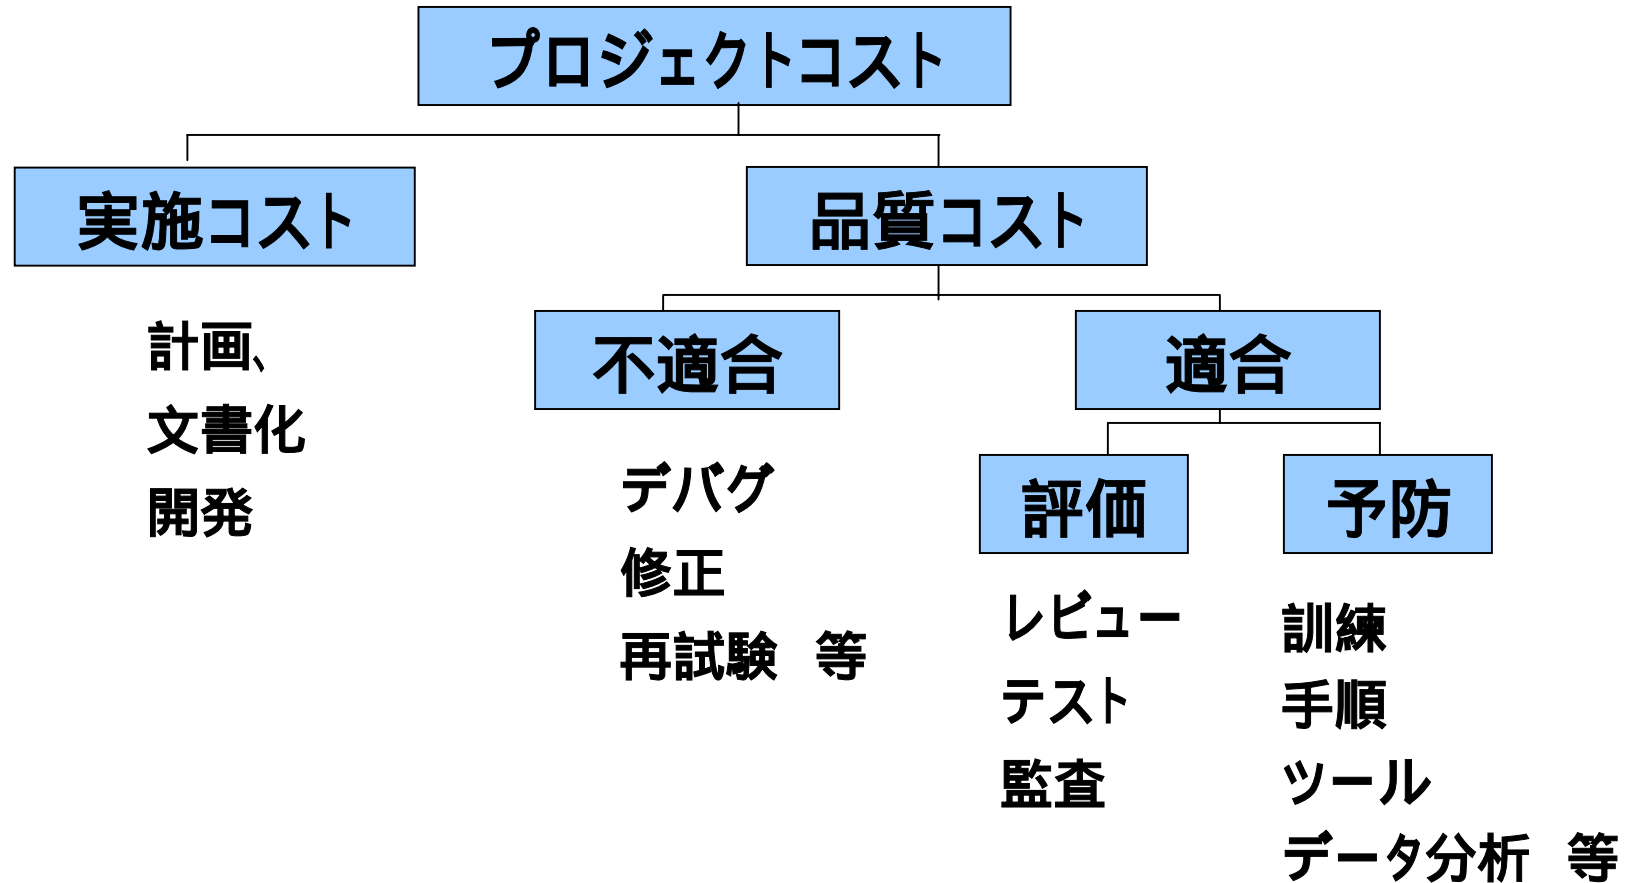 プロジェクトコスト
実施コスト
品質コスト
計画、
文書化
開発
不適合
適合
デバグ
修正
再試験 等
評価
予防
レビュー
テスト
監査
訓練
手順
ツール
データ分析 等